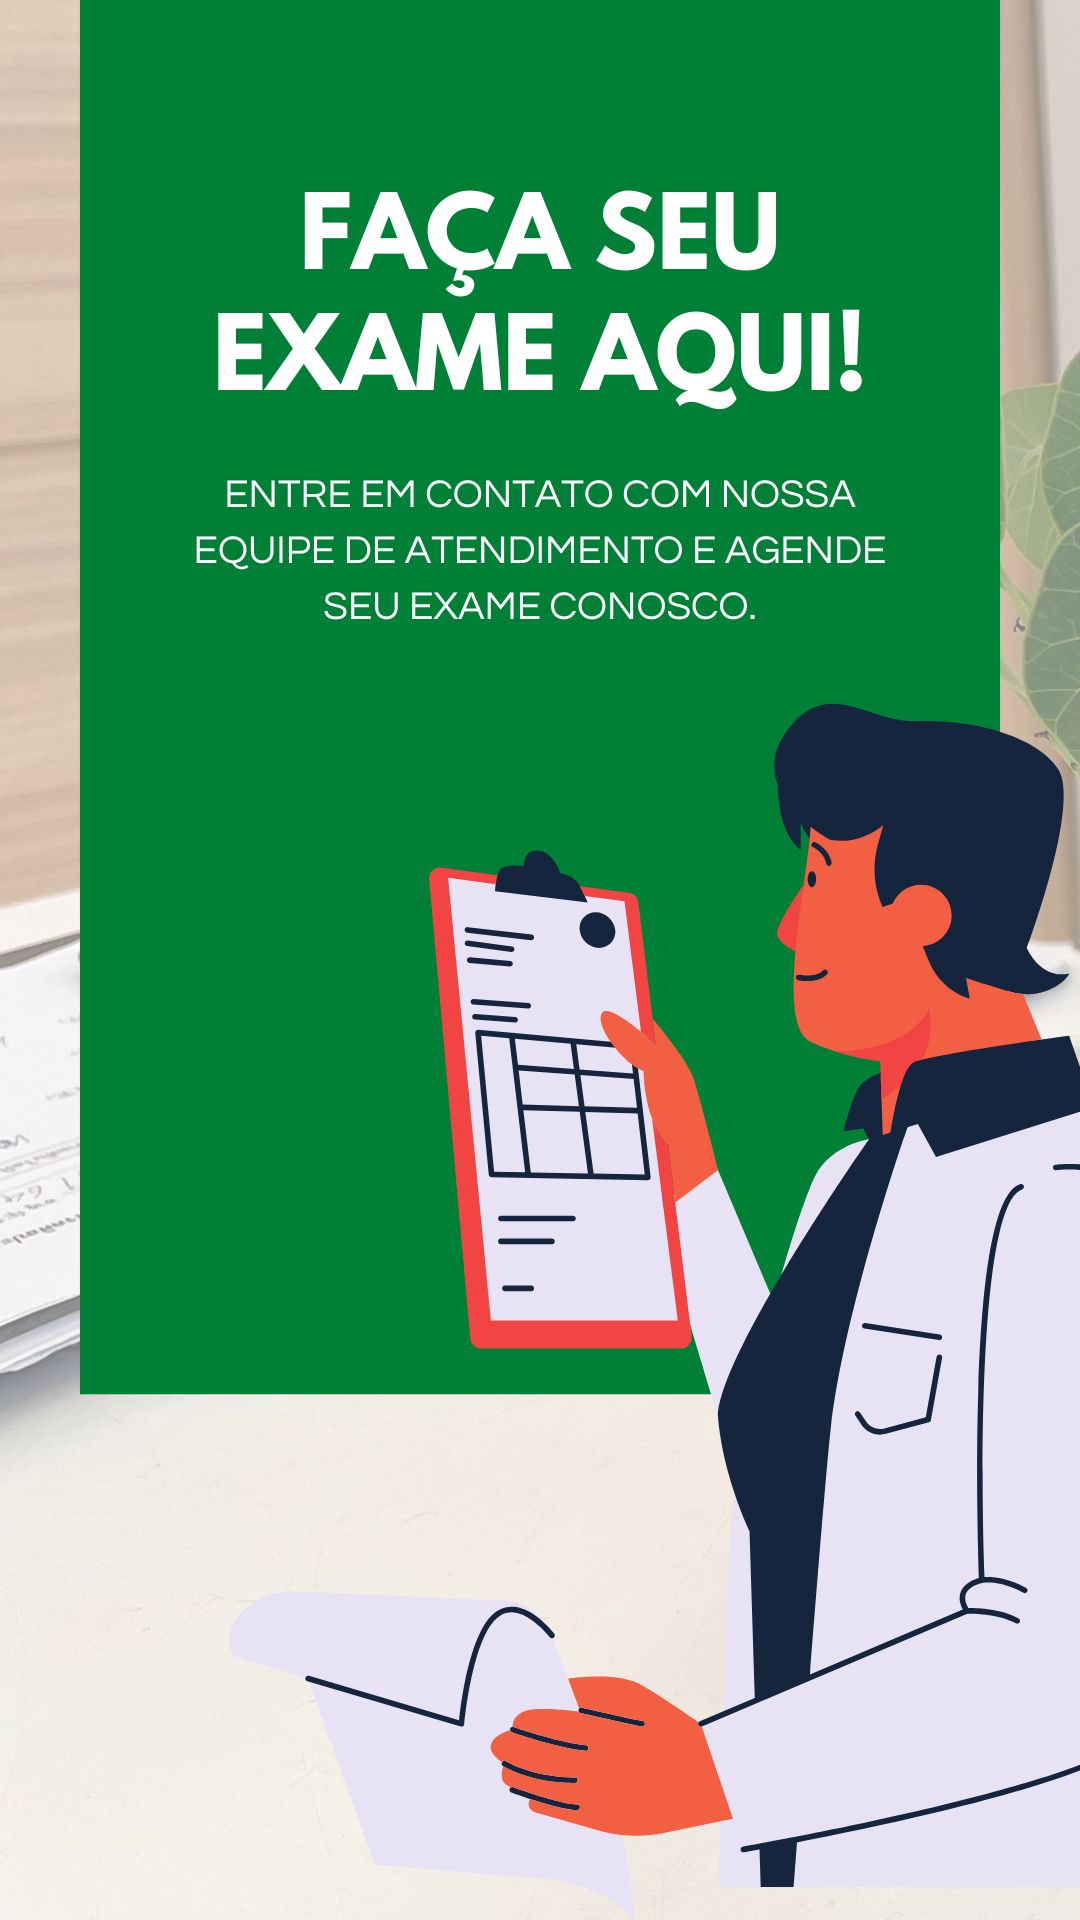 FAÇA SEU
EXAME AQUI!
ENTRE EM CONTATO COM NOSSA
EQUIPE DE ATENDIMENTO E AGENDE
SEU EXAME CONOSCO.